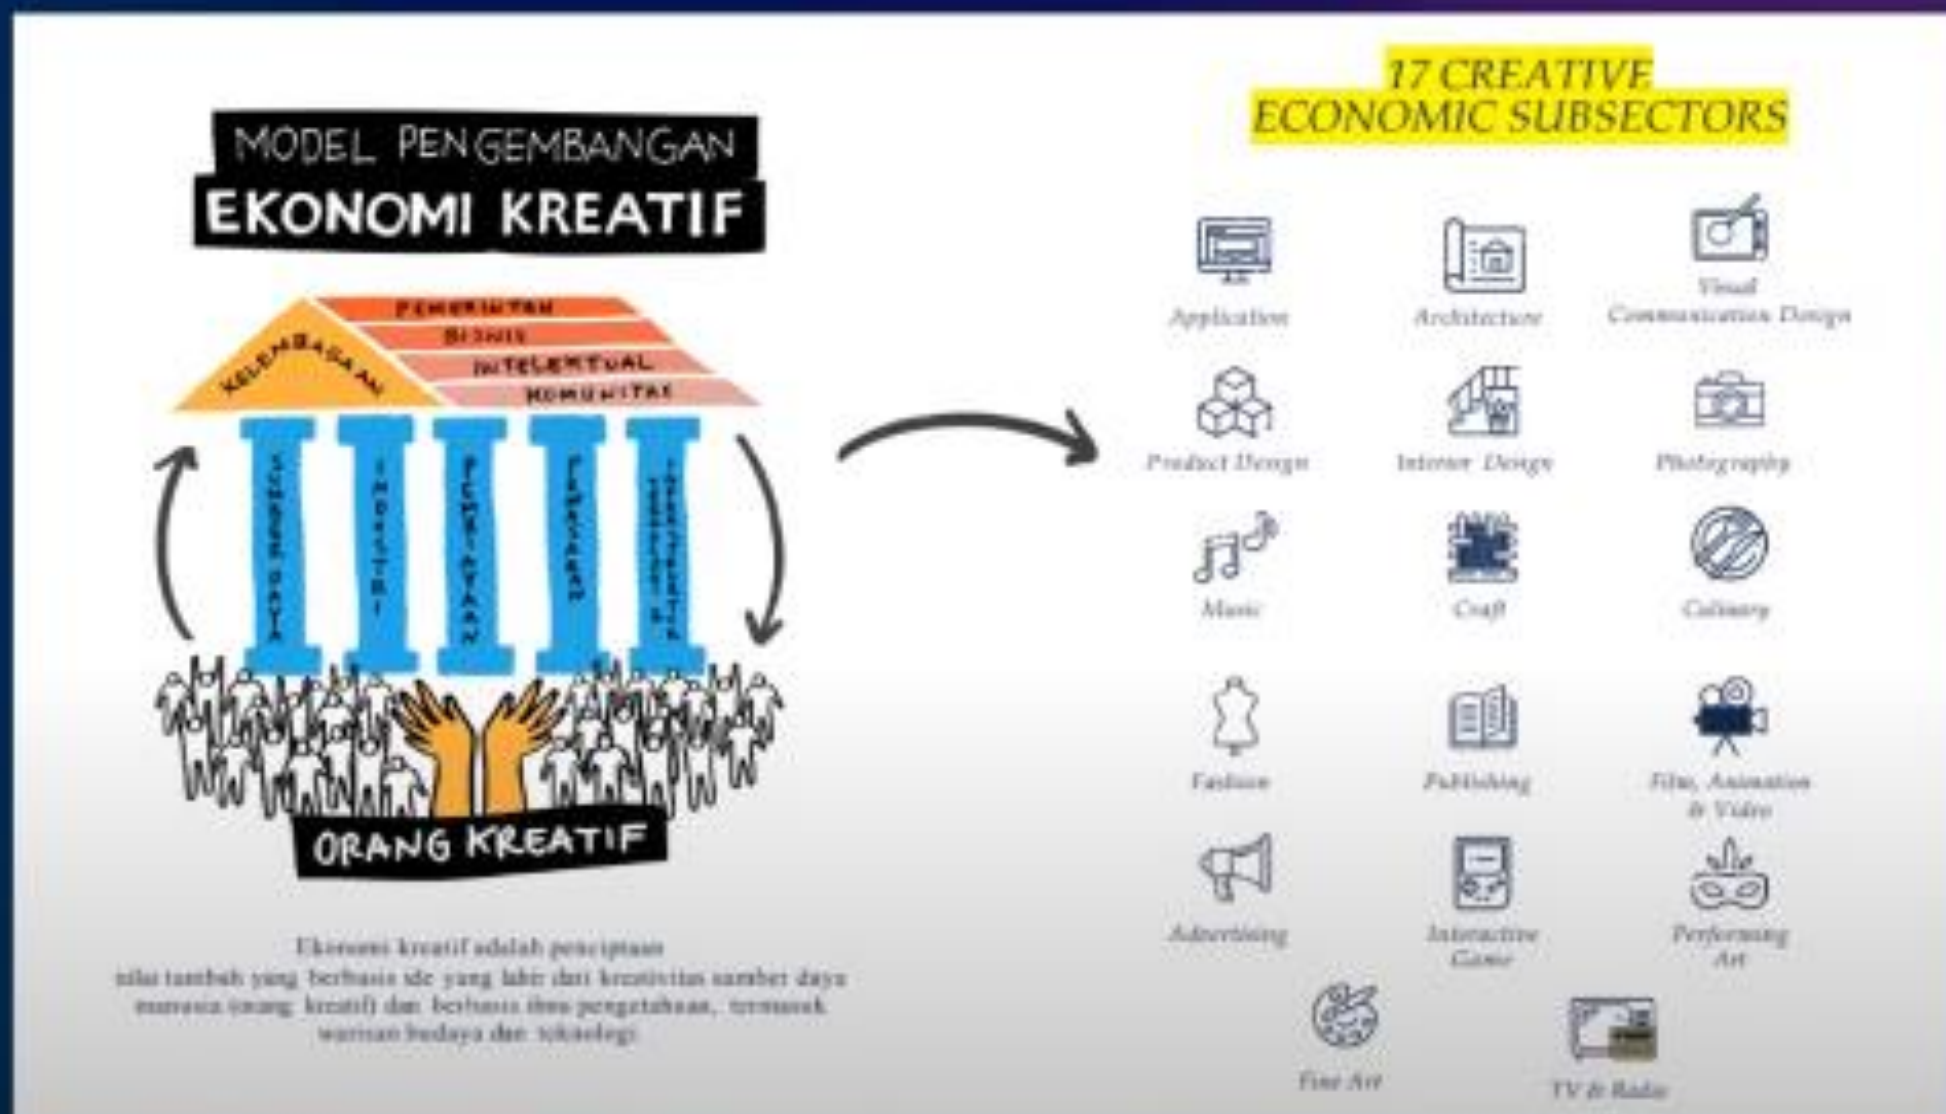 MODEL PENGEMBANGAN
EKONOMI KREATIF
KELEMBAGAAN
PEMERINTAH
BISNIS
INTELEKTUAL
KOMUNITAS
SUMBER DAYA
INDUSTRI
PEMBIAYAAN
PEMASARAN
ORANG KREATIF
Ekonomi kreatif adalah penciptaan
nilai tambah yang berbasis ide yang lahir dari kreativitas sumber daya
manusia (orang kreatif) dan berbasis ilmu pengetahuan, termasuk
warisan budaya dan teknologi
17 CREATIVE
ECONOMIC SUBSECTORS
Application
Architecture
Visual
Communication Design
Product Design
Interior Design
Photography
Music
Craft
Culinary
Fashion
Publishing
Film, Animation
& Video
Advertising
Interactive
Game
Performing
Art
Fine Art
TV & Radio